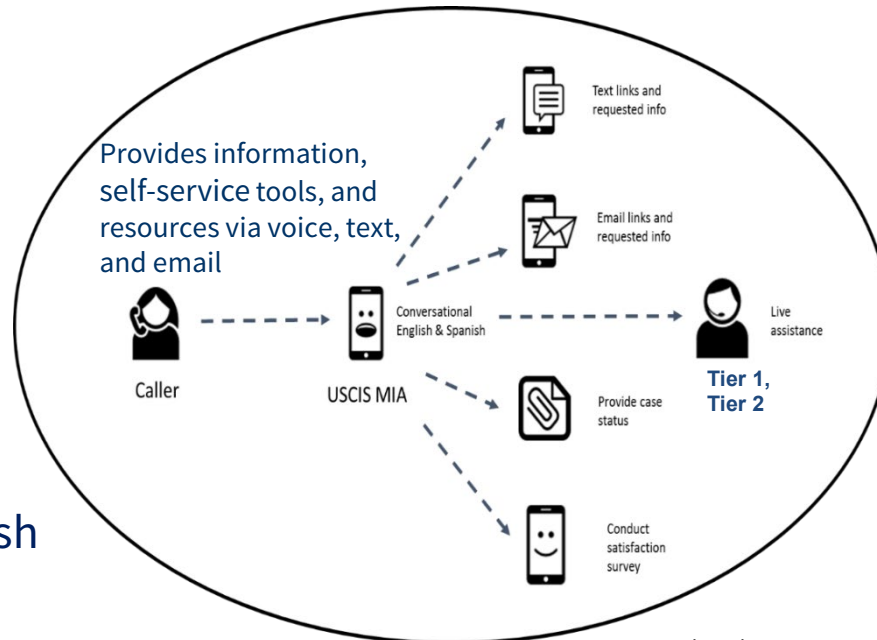 Text links and
requested info
Provides information,
self-service tools, and
resources via voice, text,
and email
Email links and
requested info
Conversational
English & Spanish
Live
assistance
Caller
USCIS MIA
Tier 1,
Tier 2
Provide case
status
sh
Conduct
satisfaction
survey